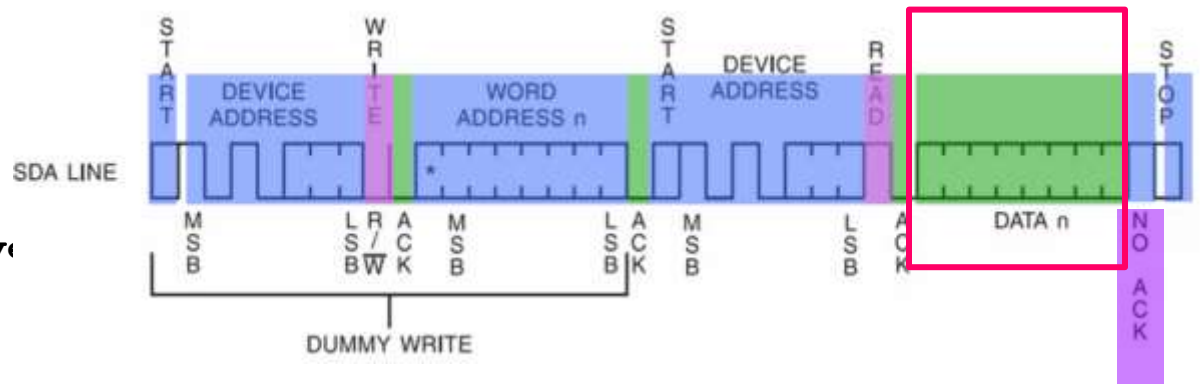 START
WRITE
START
READ
STOP
DEVICE
ADDRESS
WORD
ADDRESS n
DEVICE
ADDRESS
SDA LINE
*
MSB
LSB
R/W
ACK
MSB
LSB
ACK
MSB
LSB
ACK
DATA n
NO ACK
DUMMY WRITE